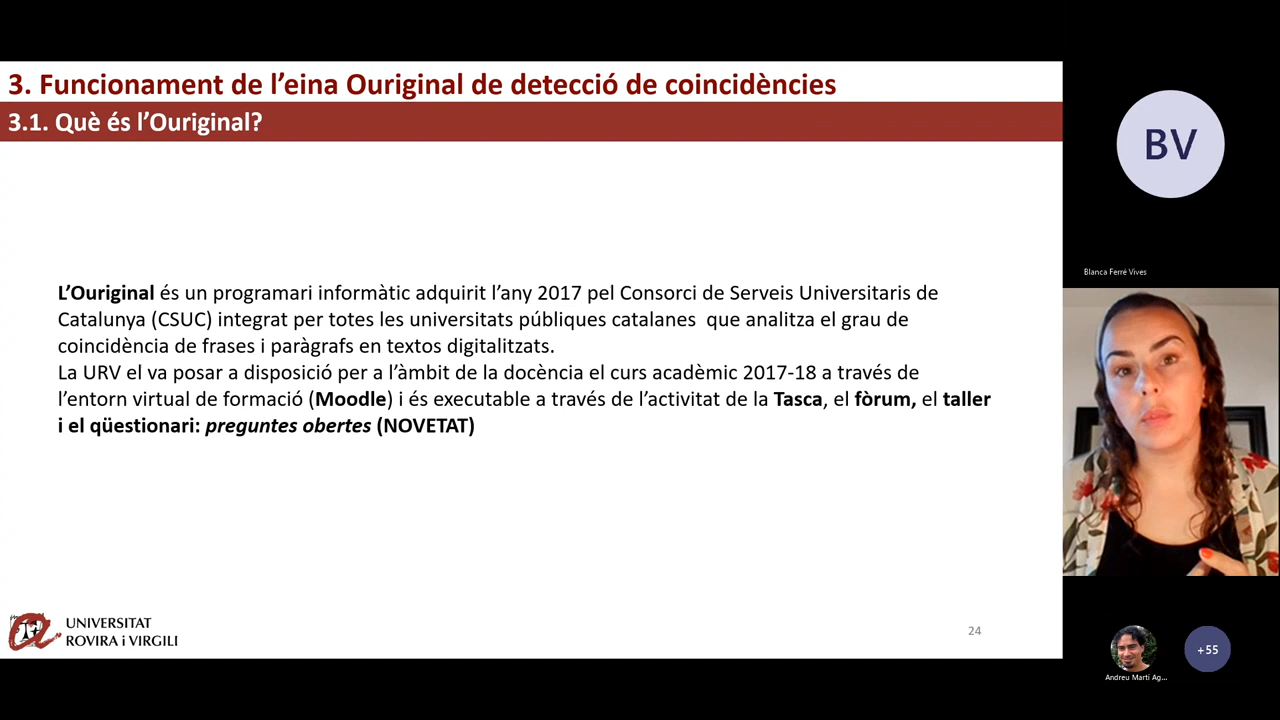 3. Funcionament de l’eina Ouriginal de detecció de coincidències
3.1. Què és l’Ouriginal?
L’Ouriginal és un programari informàtic adquirit l’any 2017 pel Consorci de Serveis Universitaris de
Catalunya (CSUC) integrat per totes les universitats públiques catalanes  que analitza el grau de
coincidència de frases i paràgrafs en textos digitalitzats.
La URV el va posar a disposició per a l’àmbit de la docència el curs acadèmic 2017-18 a través de
l’entorn virtual de formació (Moodle) i és executable a través de l’activitat de la Tasca, el fòrum, el taller
i el qüestionari: preguntes obertes (NOVETAT)
UNIVERSITAT
ROVIRA i VIRGILI
24
BV
Blanca Ferré Vives
Andreu Martí Ag...
+55